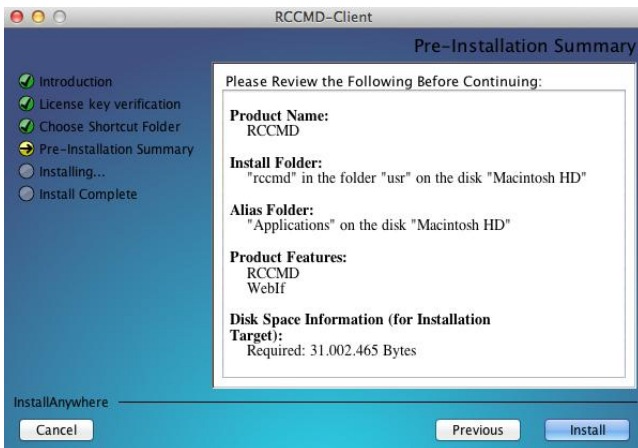 RCCMD-Client
Pre-Installation Summary
Introduction
License key verification
Choose Shortcut Folder
Pre-Installation Summary
Installing...
Install Complete
Please Review the Following Before Continuing:
Product Name:
RCCMD
Install Folder:
"rccmd" in the folder "usr" on the disk "Macintosh HD"
Alias Folder:
"Applications" on the disk "Macintosh HD"
Product Features:
RCCMD
WebIf
Disk Space Information (for Installation
Target):
Required: 31.002.465 Bytes
InstallAnywhere
Cancel
Previous
Install